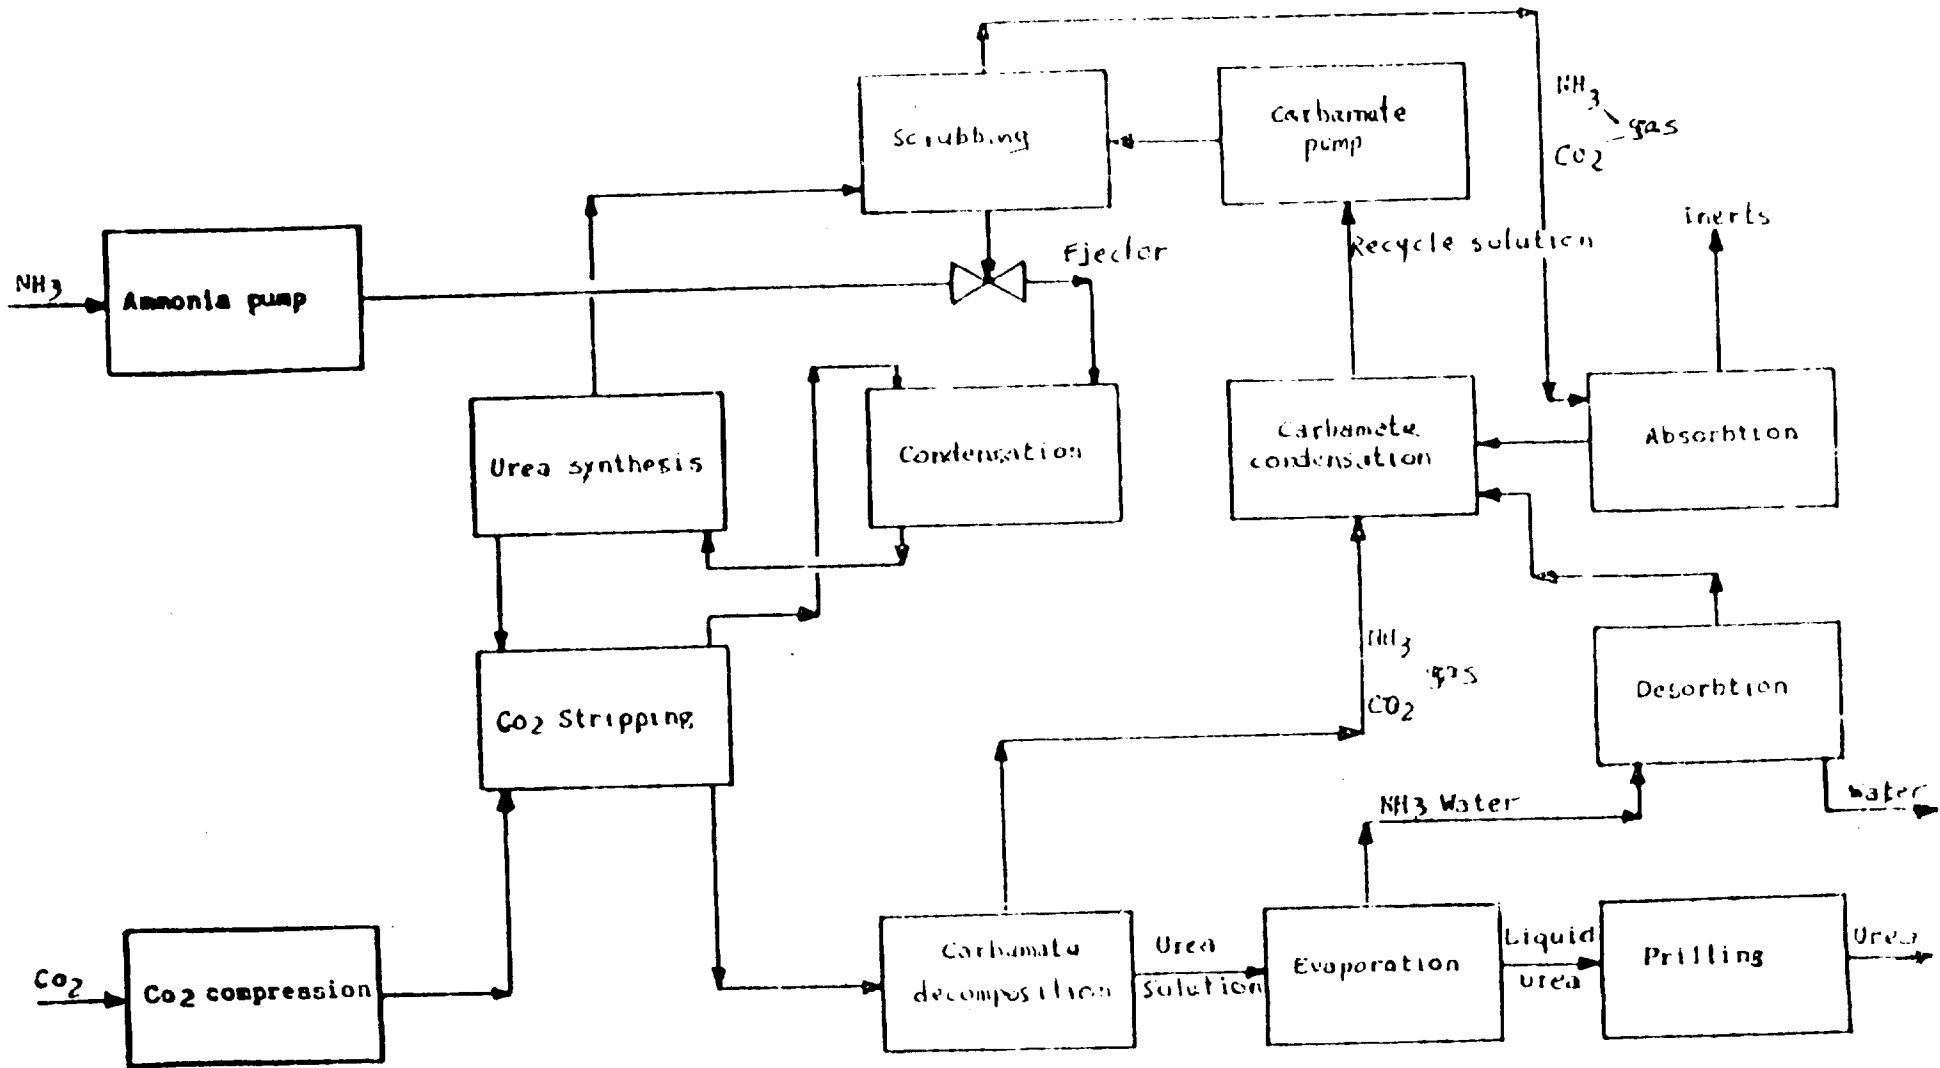 NH3
CO2
gas
Scrubbing
Carbamate
pump
inerts
Ejector
Recycle solution
NH3
Ammonia pump
Urea synthesis
Condensation
Carbamate
condensation
Absorbtion
NH3
CO2
gas
Co2 Stripping
Desorbtion
NH3 Water
Water
Co2
Co2 compression
Carbamate
decomposition
Urea
Solution
Evaporation
Liquid
urea
Prilling
Urea